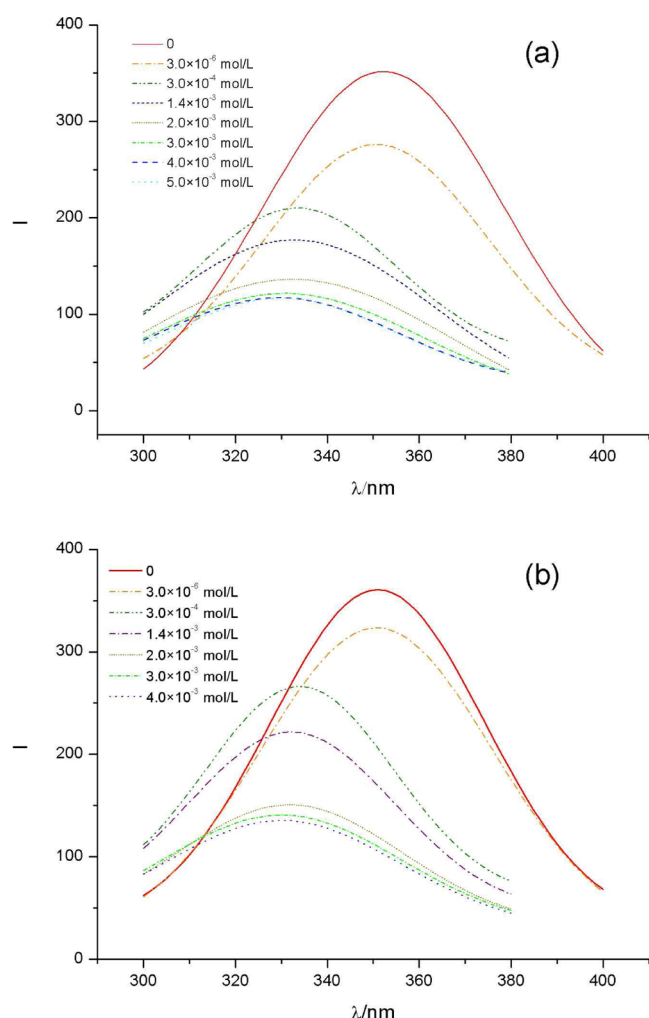 (a)
400
300
200
100
0
I
0
3.0×10⁻⁶ mol/L
3.0×10⁻⁴ mol/L
1.4×10⁻³ mol/L
2.0×10⁻³ mol/L
3.0×10⁻³ mol/L
4.0×10⁻³ mol/L
5.0×10⁻³ mol/L
300 320 340 360 380 400
λ/nm
(b)
400
300
200
100
0
I
0
3.0×10⁻⁶ mol/L
3.0×10⁻⁴ mol/L
1.4×10⁻³ mol/L
2.0×10⁻³ mol/L
3.0×10⁻³ mol/L
4.0×10⁻³ mol/L
300 320 340 360 380 400
λ/nm